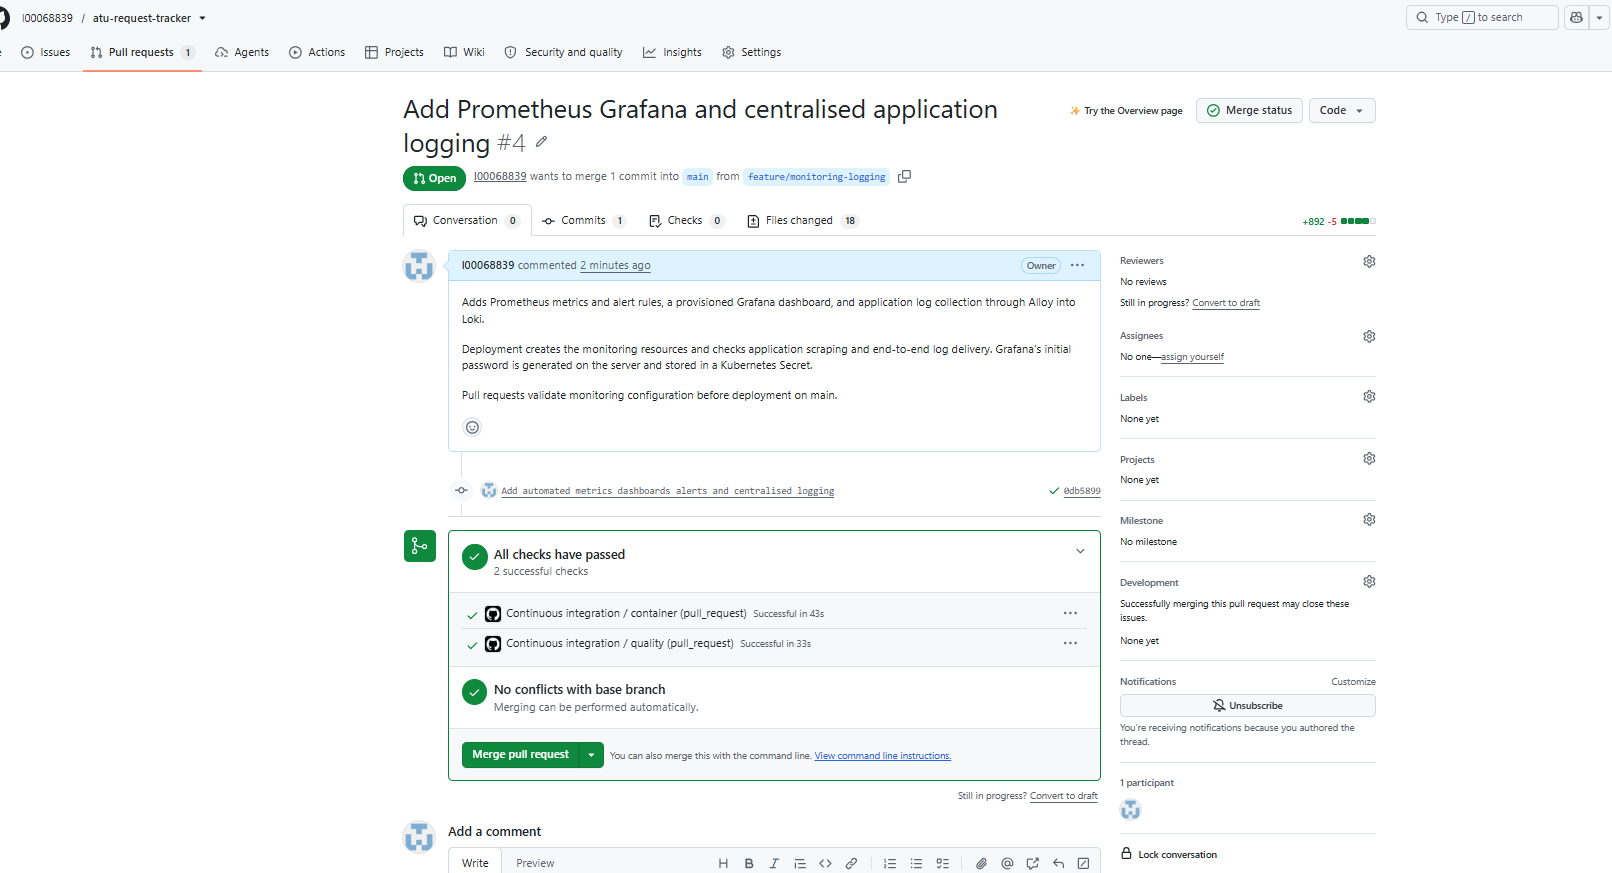 l00068839 / atu-request-tracker
Type / to search
Issues
Pull requests 1
Agents
Actions
Projects
Wiki
Security and quality
Insights
Settings
Add Prometheus Grafana and centralised application
logging #4
Try the Overview page
Merge status
Code
Open
l00068839 wants to merge 1 commit into main from feature/monitoring-logging
Conversation 0
Commits 1
Checks 0
Files changed 18
+892 -5
l00068839 commented 2 minutes ago
Owner
Adds Prometheus metrics and alert rules, a provisioned Grafana dashboard, and application log collection through Alloy into
Loki.
Deployment creates the monitoring resources and checks application scraping and end-to-end log delivery. Grafana's initial
password is generated on the server and stored in a Kubernetes Secret.
Pull requests validate monitoring configuration before deployment on main.
Add automated metrics dashboards alerts and centralised logging
0db5899
All checks have passed
2 successful checks
Continuous integration / container (pull_request) Successful in 43s
Continuous integration / quality (pull_request) Successful in 33s
No conflicts with base branch
Merging can be performed automatically.
Merge pull request
You can also merge this with the command line. View command line instructions.
Still in progress? Convert to draft
Add a comment
Write
Preview
Reviewers
No reviews
Still in progress? Convert to draft
Assignees
No one—assign yourself
Labels
None yet
Projects
None yet
Milestone
No milestone
Development
Successfully merging this pull request may close these
issues.
None yet
Notifications
Customize
Unsubscribe
You're receiving notifications because you authored the
thread.
1 participant
Lock conversation